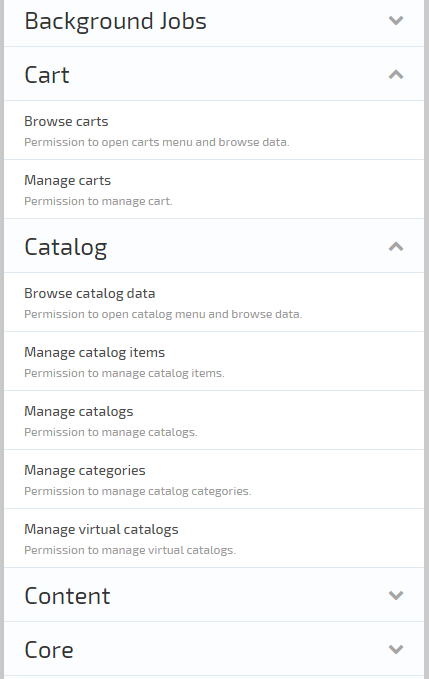 Background Jobs
Cart
Browse carts
Permission to open carts menu and browse data.
Manage carts
Permission to manage cart.
Catalog
Browse catalog data
Permission to open catalog menu and browse data.
Manage catalog items
Permission to manage catalog items.
Manage catalogs
Permission to manage catalogs.
Manage categories
Permission to manage catalog categories.
Manage virtual catalogs
Permission to manage virtual catalogs.
Content
Core